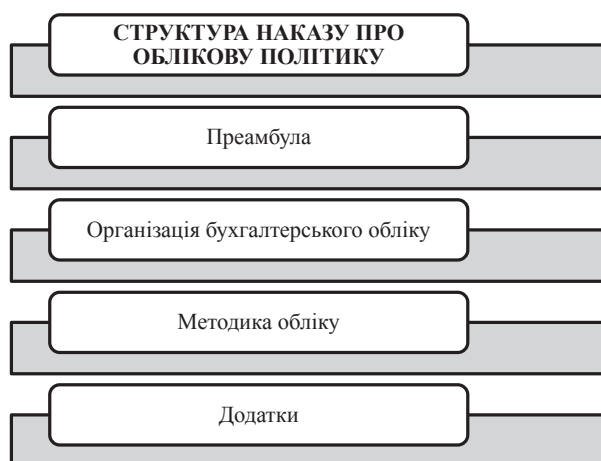 СТРУКТУРА НАКАЗУ ПРО
ОБЛІКОВУ ПОЛІТИКУ
Преамбула
Організація бухгалтерського обліку
Методика обліку
Додатки